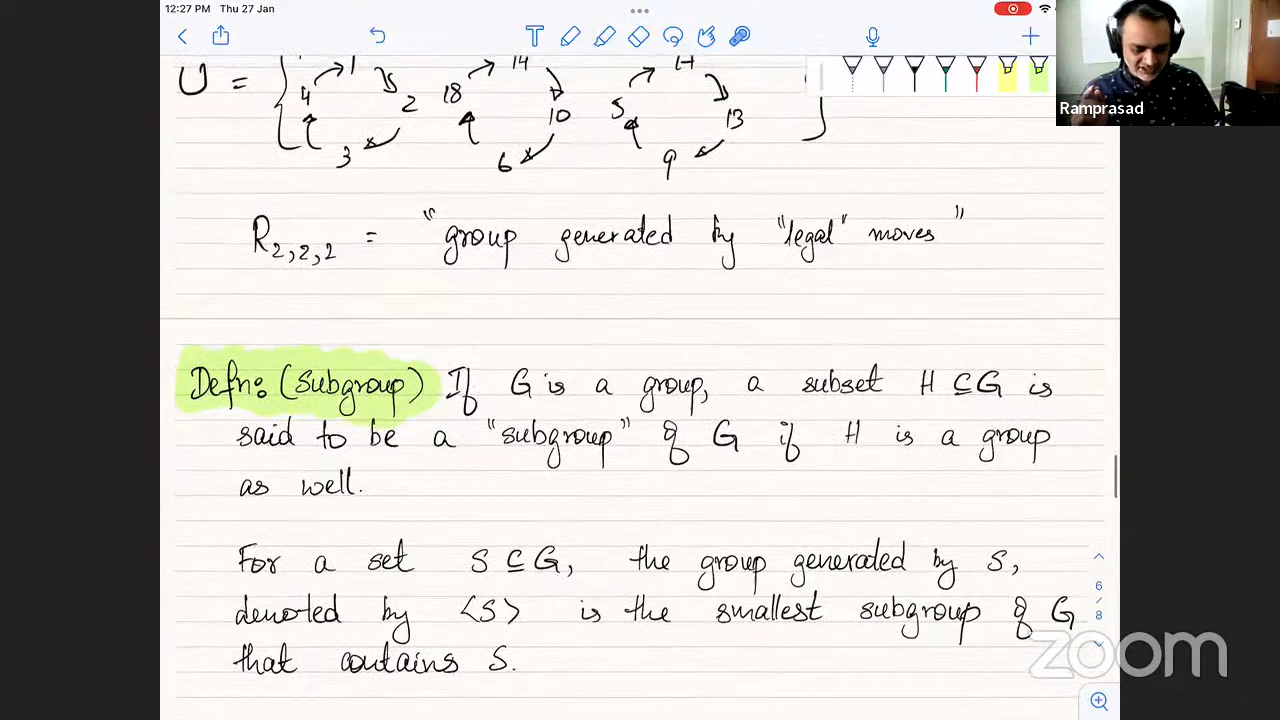 12:27 PM Thu 27 Jan
Ramprasad
U = {
4 1 2 3
18 14 10 6
5 17 13 9
R2,2,2 = "group generated by "legal" moves"
Defn: (Subgroup) If G is a group, a subset H ⊆ G is
said to be a "subgroup" of G if H is a group
as well.
For a set S ⊆ G, the group generated by S,
denoted by <S> is the smallest subgroup of G
that contains S.
6
8
zoom